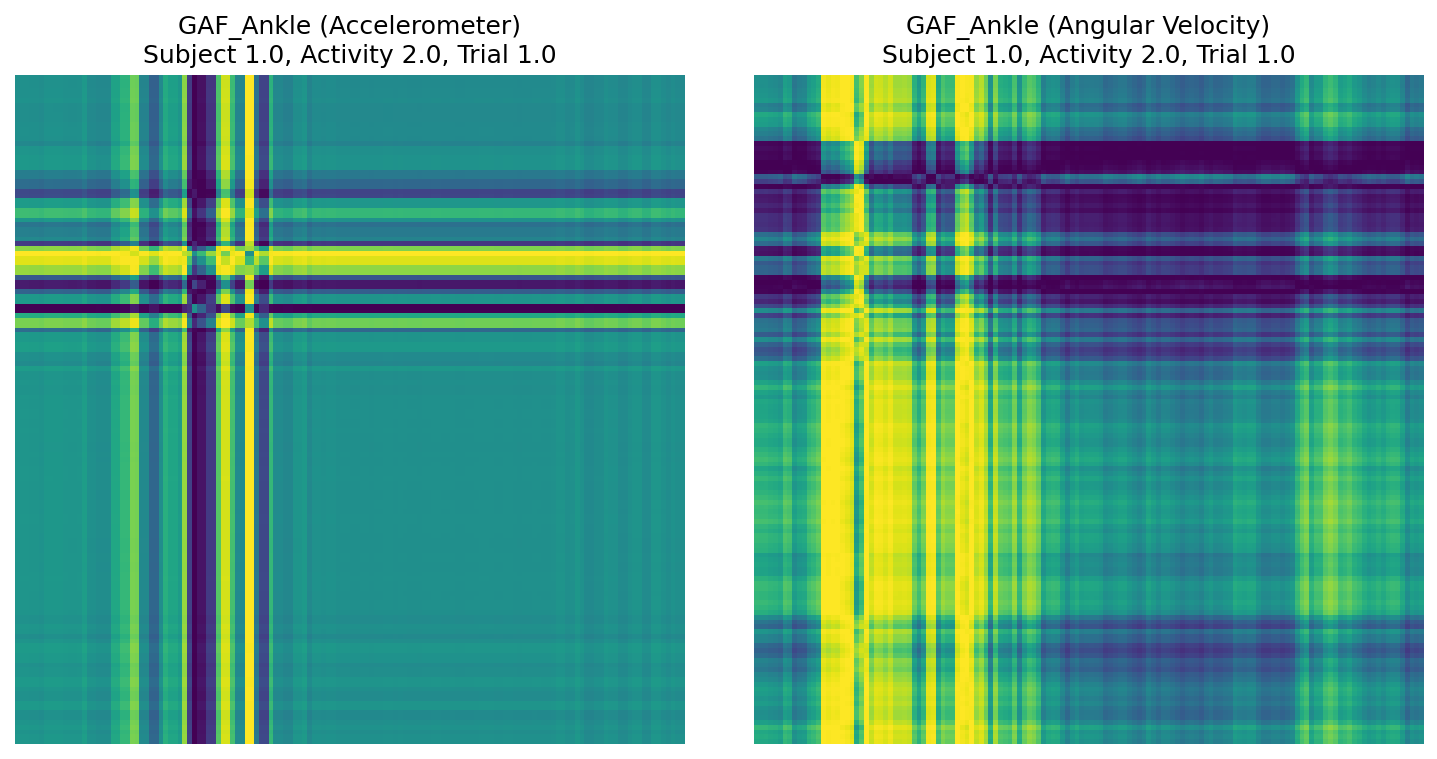 GAF_Ankle (Accelerometer)
Subject 1.0, Activity 2.0, Trial 1.0
GAF_Ankle (Angular Velocity)
Subject 1.0, Activity 2.0, Trial 1.0